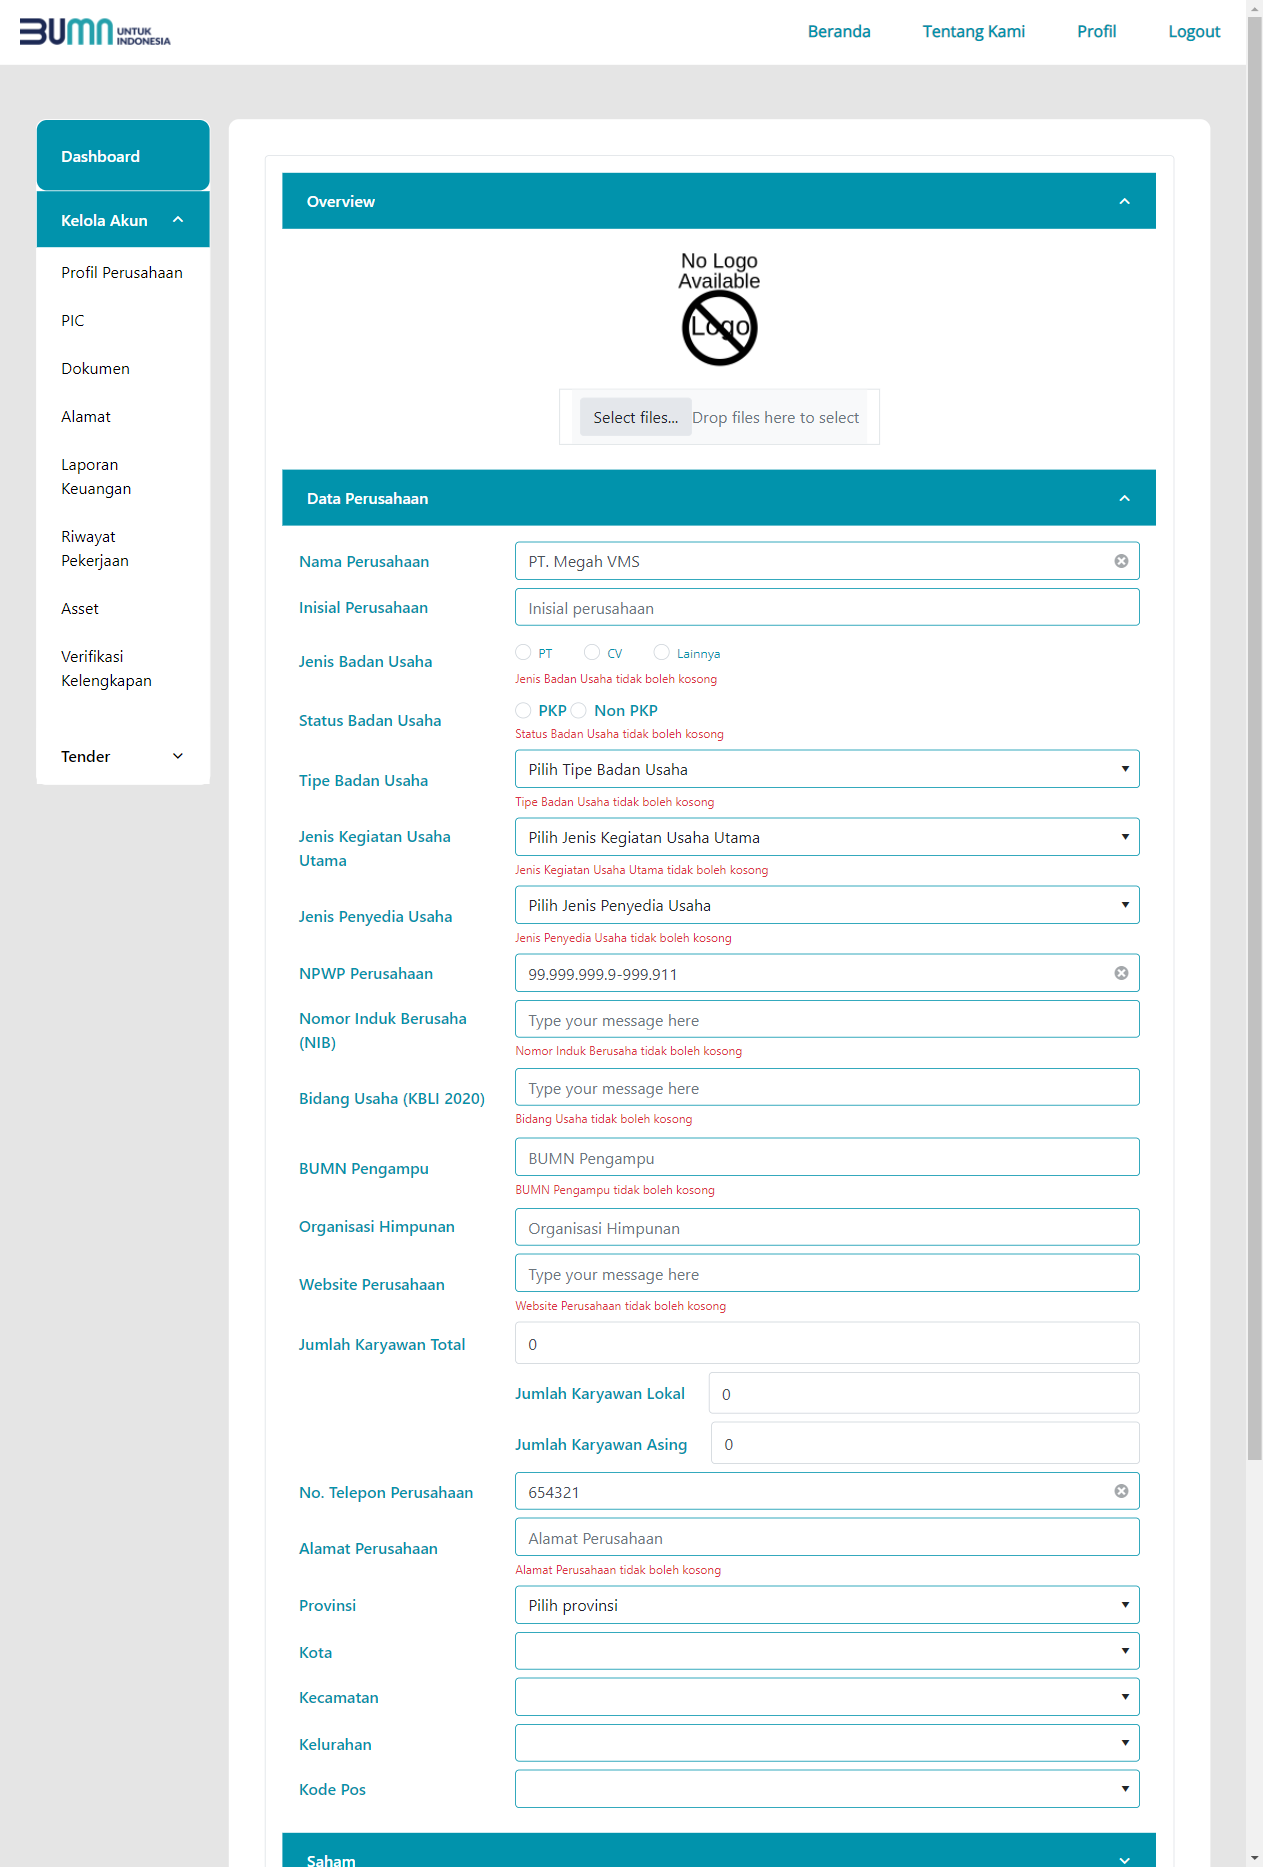 BUMN UNTUK INDONESIA
Beranda
Tentang Kami
Profil
Logout
Dashboard
Kelola Akun
Profil Perusahaan
PIC
Dokumen
Alamat
Laporan
Keuangan
Riwayat
Pekerjaan
Asset
Verifikasi
Kelengkapan
Tender
Overview
No Logo
Available
Logo
Select files... Drop files here to select
Data Perusahaan
Nama Perusahaan
PT. Megah VMS
Inisial Perusahaan
Inisial perusahaan
Jenis Badan Usaha
PT CV Lainnya
Jenis Badan Usaha tidak boleh kosong
Status Badan Usaha
PKP Non PKP
Status Badan Usaha tidak boleh kosong
Tipe Badan Usaha
Pilih Tipe Badan Usaha
Tipe Badan Usaha tidak boleh kosong
Jenis Kegiatan Usaha
Utama
Pilih Jenis Kegiatan Usaha Utama
Jenis Kegiatan Usaha Utama tidak boleh kosong
Jenis Penyedia Usaha
Pilih Jenis Penyedia Usaha
Jenis Penyedia Usaha tidak boleh kosong
NPWP Perusahaan
99.999.999.9-999.911
Nomor Induk Berusaha
(NIB)
Type your message here
Nomor Induk Berusaha tidak boleh kosong
Bidang Usaha (KBLI 2020)
Type your message here
Bidang Usaha tidak boleh kosong
BUMN Pengampu
BUMN Pengampu
BUMN Pengampu tidak boleh kosong
Organisasi Himpunan
Organisasi Himpunan
Website Perusahaan
Type your message here
Website Perusahaan tidak boleh kosong
Jumlah Karyawan Total
0
Jumlah Karyawan Lokal
0
Jumlah Karyawan Asing
0
No. Telepon Perusahaan
654321
Alamat Perusahaan
Alamat Perusahaan
Alamat Perusahaan tidak boleh kosong
Provinsi
Pilih provinsi
Kota
Kecamatan
Kelurahan
Kode Pos
Saham